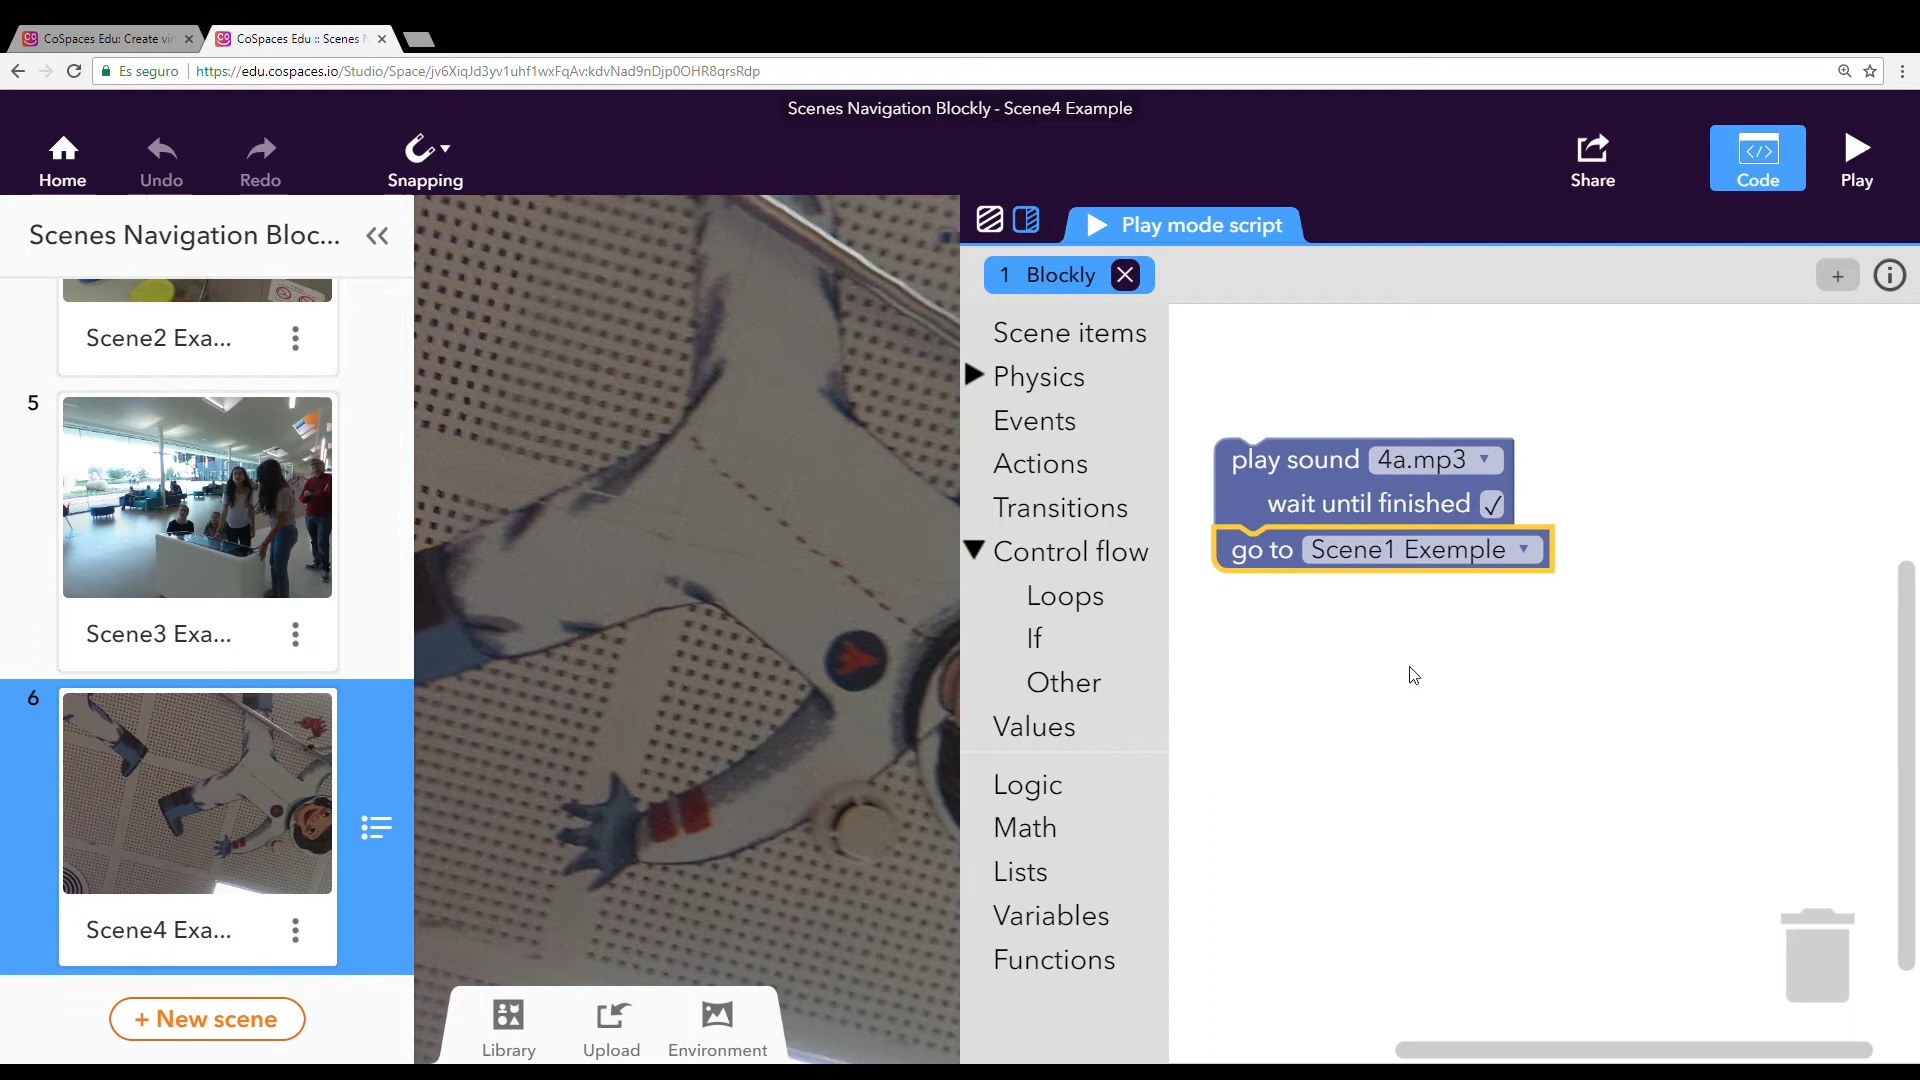 CoSpaces Edu: Create vir
CoSpaces Edu :: Scenes N
Es seguro
https://edu.cospaces.io/Studio/Space/jv6XiqJd3yv1uhf1wxFqAv:kdvNad9nDjp0OHR8qrsRdp
Scenes Navigation Blockly - Scene4 Example
Home
Undo
Redo
Snapping
Share
Code
Play
Scenes Navigation Bloc...
Scene2 Exa...
5
Scene3 Exa...
6
Scene4 Exa...
+ New scene
Library
Upload
Environment
Play mode script
1 Blockly
Scene items
Physics
Events
Actions
Transitions
Control flow
Loops
If
Other
Values
Logic
Math
Lists
Variables
Functions
play sound 4a.mp3
wait until finished
go to Scene1 Exemple